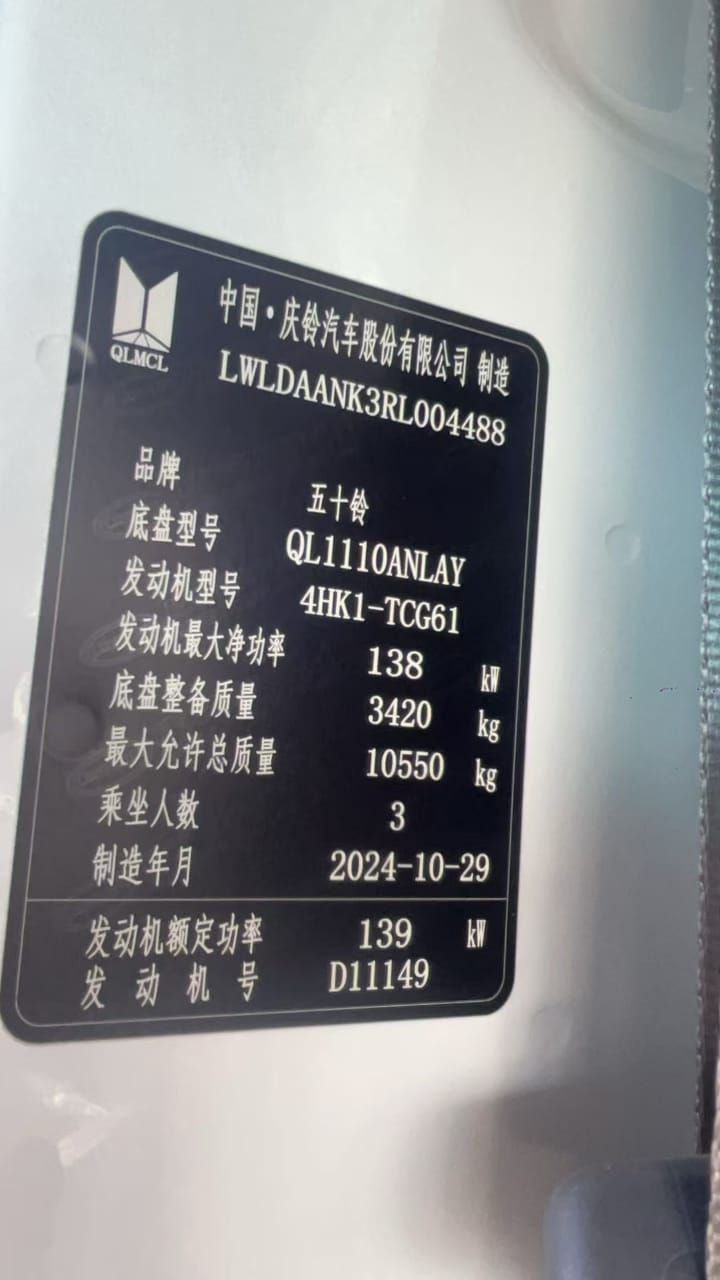 QLMCL
中国·庆铃汽车股份有限公司 制造
LWLDAANK3RL004488
品牌 五十铃
底盘型号 QL1110ANLAY
发动机型号 4HK1-TCG61
发动机最大净功率 138 kW
底盘整备质量 3420 kg
最大允许总质量 10550 kg
乘坐人数 3
制造年月 2024-10-29
发动机额定功率 139 kW
发动机号 D11149